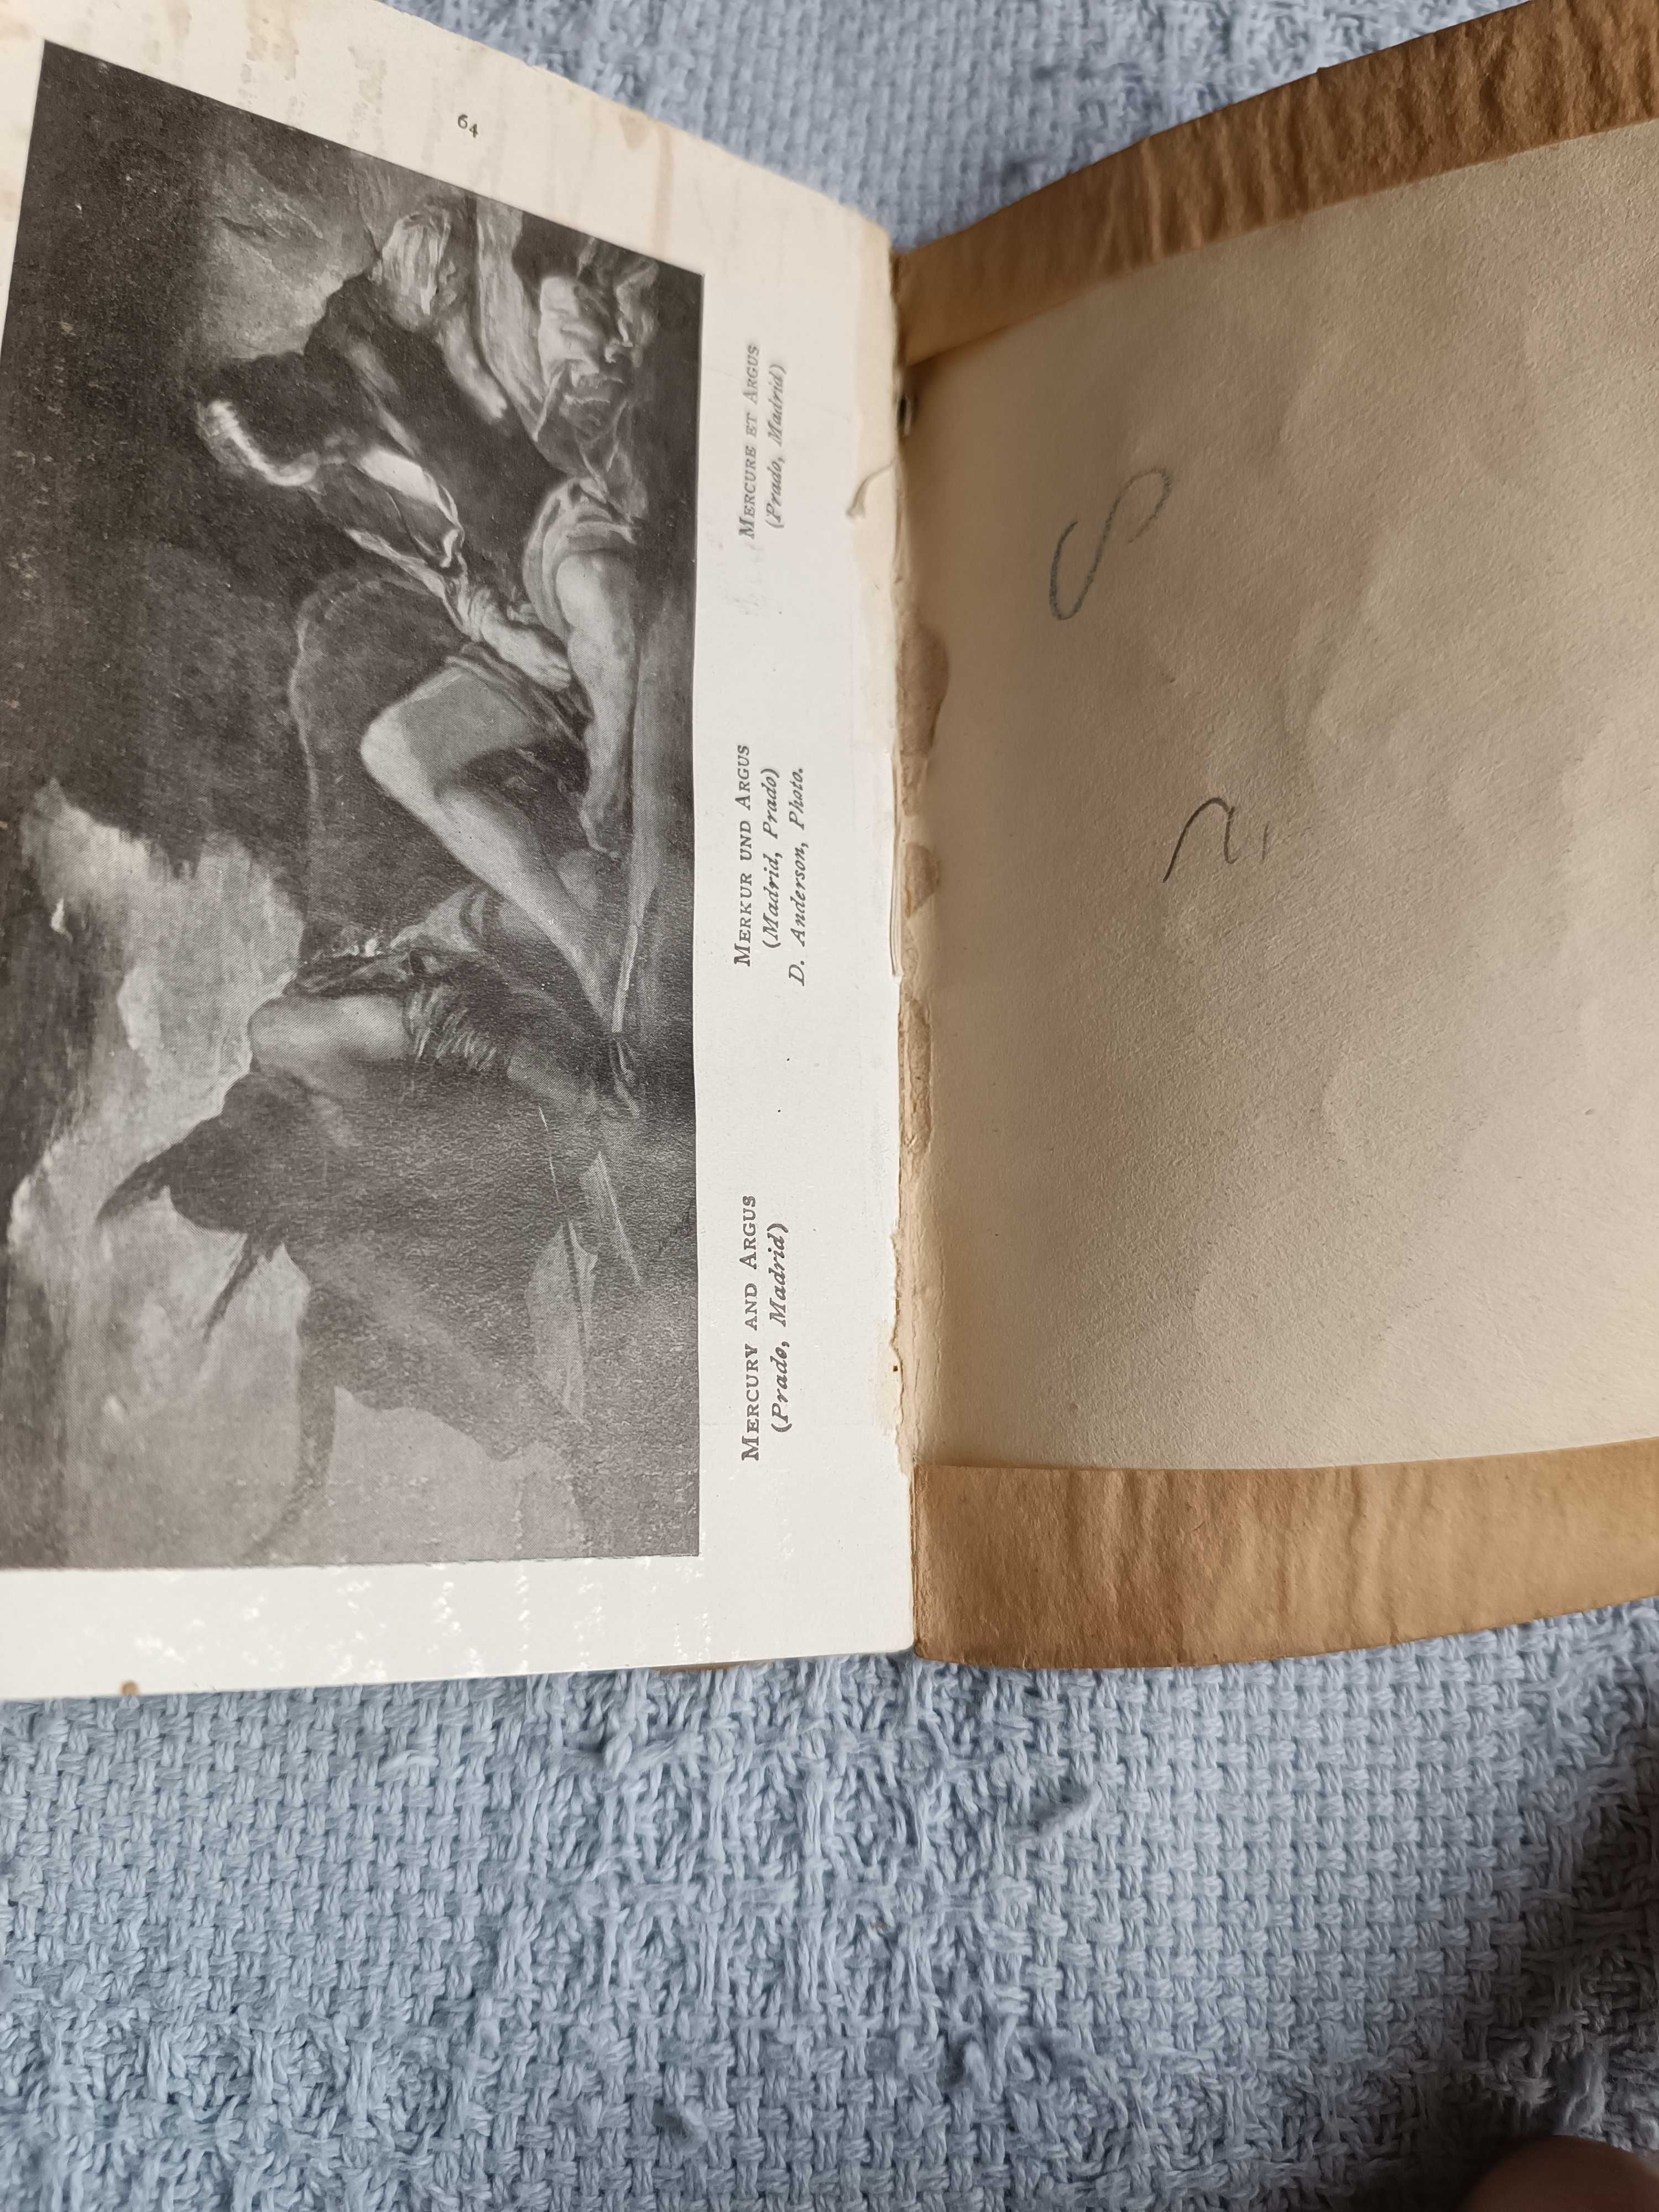 64
MERCURY AND ARGUS
(Prado, Madrid)
MERKUR UND ARGUS
(Madrid, Prado)
D. Anderson, Photo.
MERCURE ET ARGUS
(Prado, Madrid)